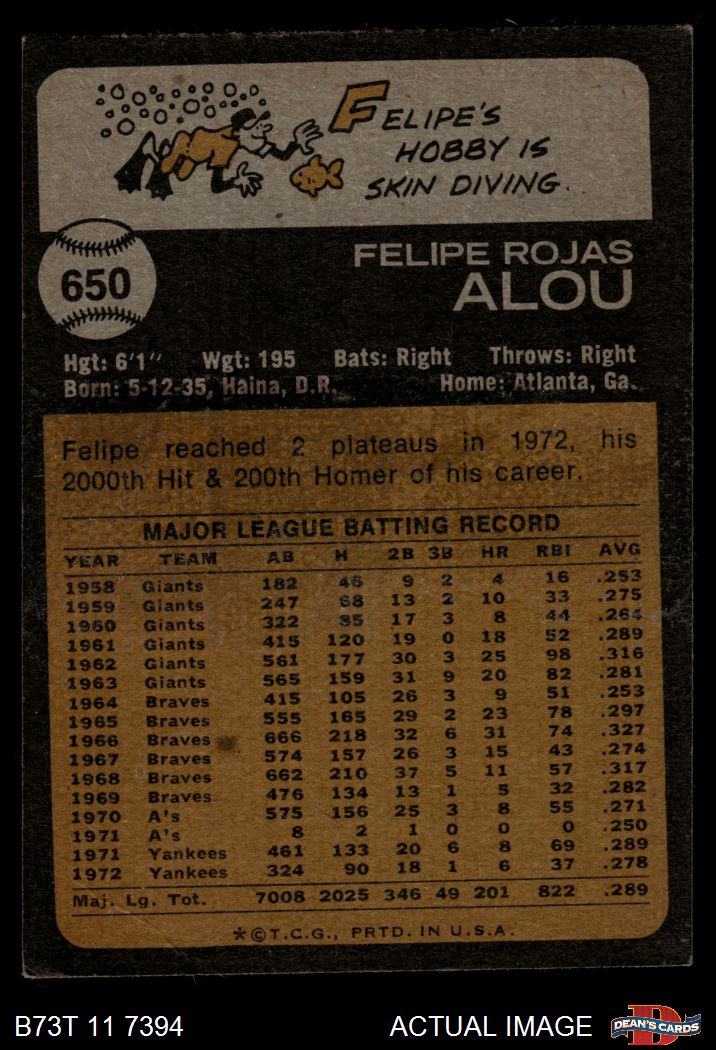 FELIPE'S
HOBBY IS
SKIN DIVING.
650
FELIPE ROJAS
ALOU
Hgt: 6'1" Wgt: 195 Bats: Right Throws: Right
Born: 5-12-35, Haina, D.R. Home: Atlanta, Ga.
Felipe reached 2 plateaus in 1972, his
2000th Hit & 200th Homer of his career.
MAJOR LEAGUE BATTING RECORD
YEAR TEAM AB H 2B 3B HR RBI AVG
1958 Giants 182 46 9 2 4 16 .253
1959 Giants 247 68 13 2 10 33 .275
1960 Giants 322 85 17 3 8 44 .264
1961 Giants 415 120 19 0 18 52 .289
1962 Giants 561 177 30 3 25 98 .316
1963 Giants 565 159 31 9 20 82 .281
1964 Braves 415 105 26 3 9 51 .253
1965 Braves 555 165 29 2 23 78 .297
1966 Braves 666 218 32 6 31 74 .327
1967 Braves 574 157 26 3 15 43 .274
1968 Braves 662 210 37 5 11 57 .317
1969 Braves 476 134 13 1 5 32 .282
1970 A's 575 156 25 3 8 55 .271
1971 A's 8 2 1 0 0 0 .250
1971 Yankees 461 133 20 6 8 69 .289
1972 Yankees 324 90 18 1 6 37 .278
Maj. Lg. Tot. 7008 2025 346 49 201 822 .289
*©T.C.G., PRTD. IN U.S.A.
B73T 11 7394 ACTUAL IMAGE
DEAN'S CARDS